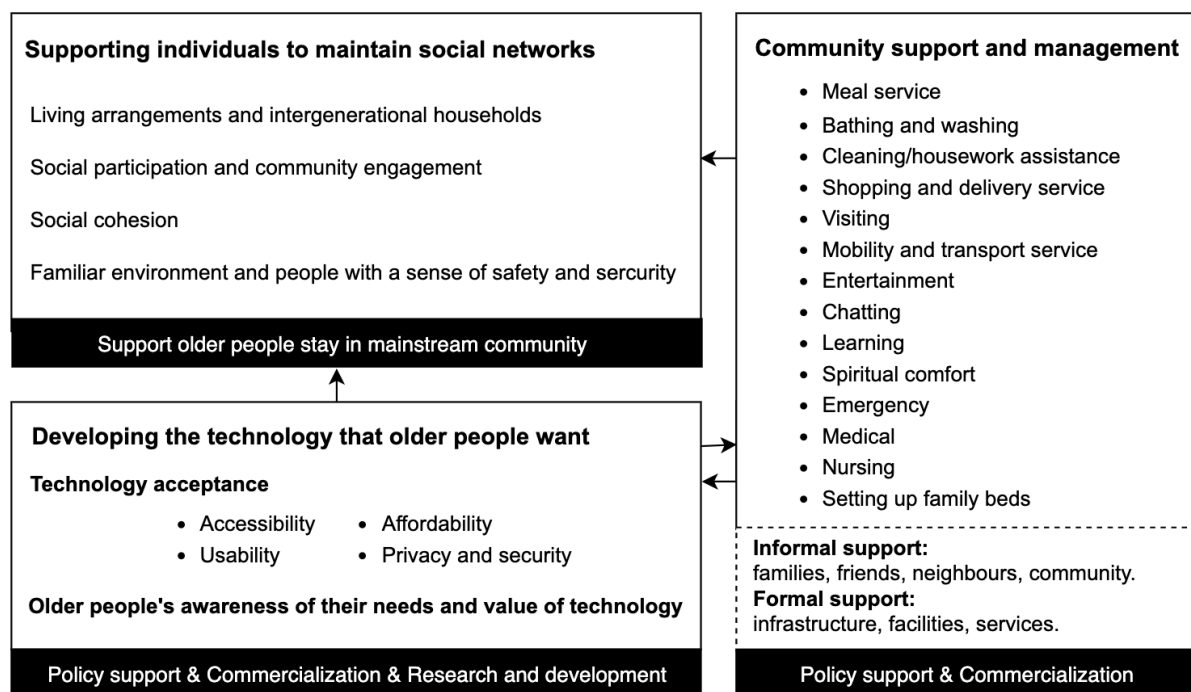 Supporting individuals to maintain social networks
Living arrangements and intergenerational households
Social participation and community engagement
Social cohesion
Familiar environment and people with a sense of safety and sercurity
Support older people stay in mainstream community
Developing the technology that older people want
Technology acceptance
• Accessibility • Affordability
• Usability • Privacy and security
Older people's awareness of their needs and value of technology
Policy support & Commercialization & Research and development
Community support and management
• Meal service
• Bathing and washing
• Cleaning/housework assistance
• Shopping and delivery service
• Visiting
• Mobility and transport service
• Entertainment
• Chatting
• Learning
• Spiritual comfort
• Emergency
• Medical
• Nursing
• Setting up family beds
Informal support:
families, friends, neighbours, community.
Formal support:
infrastructure, facilities, services.
Policy support & Commercialization